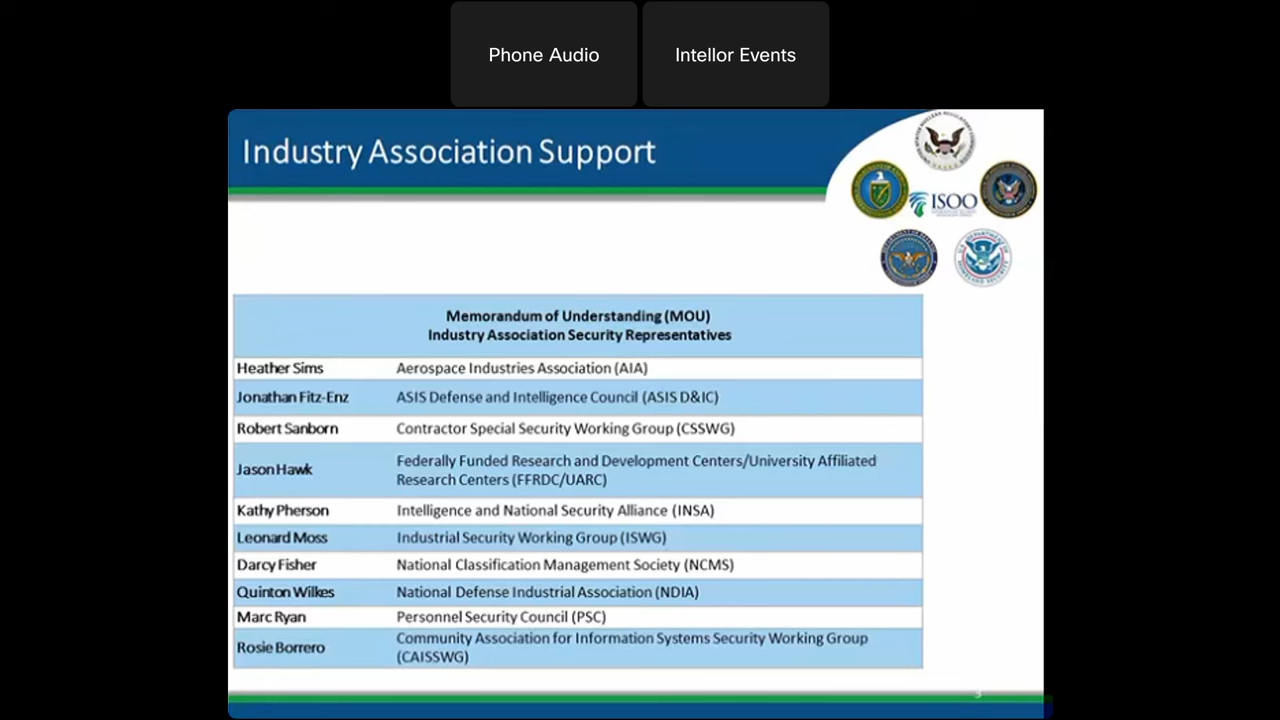 Phone Audio
Intellor Events
Industry Association Support
ISOO
Memorandum of Understanding (MOU)
Industry Association Security Representatives
Heather Sims Aerospace Industries Association (AIA)
Jonathan Fitz-Enz ASIS Defense and Intelligence Council (ASIS D&IC)
Robert Sanborn Contractor Special Security Working Group (CSSWG)
Jason Hawk Federally Funded Research and Development Centers/University Affiliated
Research Centers (FFRDC/UARC)
Kathy Pherson Intelligence and National Security Alliance (INSA)
Leonard Moss Industrial Security Working Group (ISWG)
Darcy Fisher National Classification Management Society (NCMS)
Quinton Wilkes National Defense Industrial Association (NDIA)
Marc Ryan Personnel Security Council (PSC)
Rosie Borrero Community Association for Information Systems Security Working Group
(CAISSWG)
3